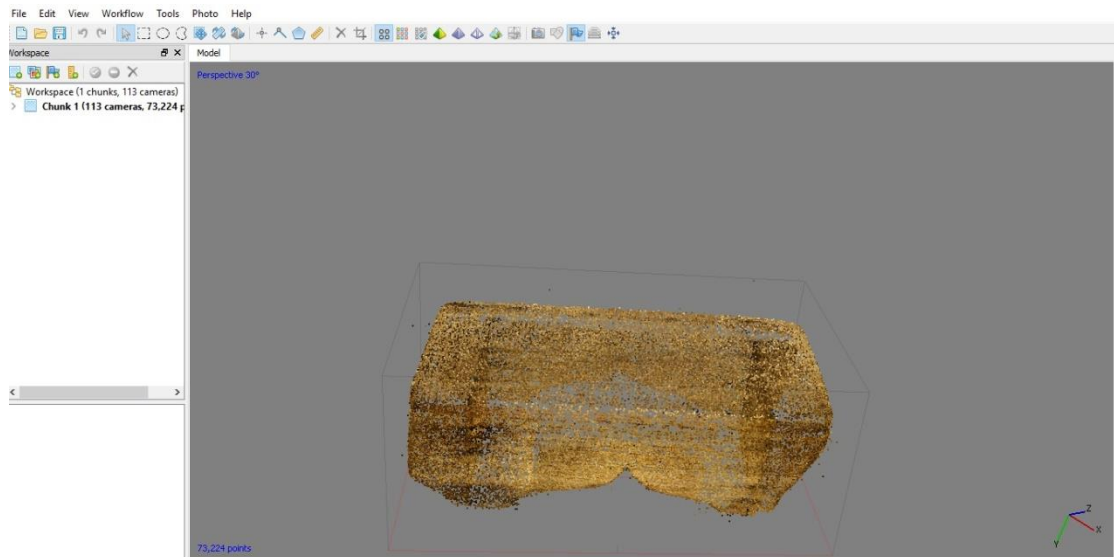 File Edit View Workflow Tools Photo Help
Workspace
Model
Perspective 30°
Workspace (1 chunks, 113 cameras)
Chunk 1 (113 cameras, 73,224 p
Z
X
Y
73,224 points